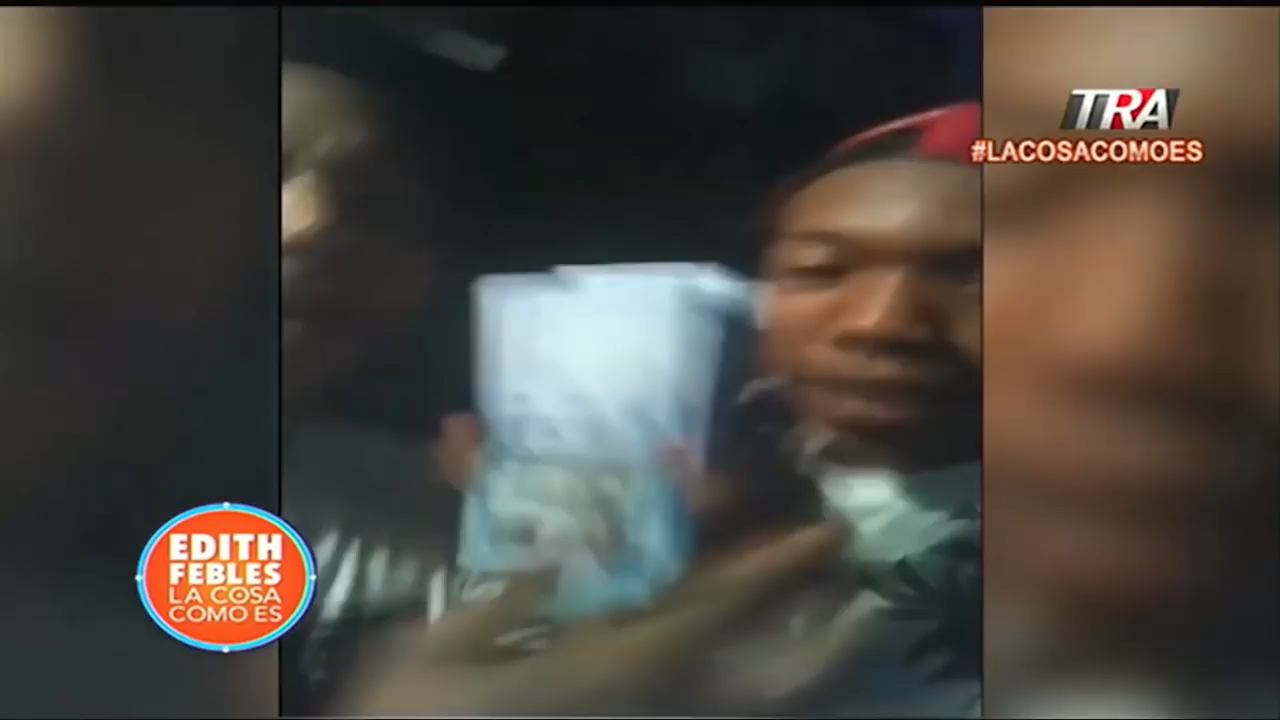 TRA
#LACOSACOMOES
EDITH
FEBLES
LA COSA
COMO ES